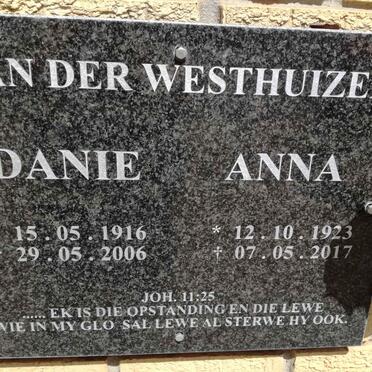 AN DER WESTHUIZE
DANIE ANNA
15.05.1916 * 12.10.1923
29.05.2006 † 07.05.2017
JOH. 11:25
...... EK IS DIE OPSTANDING EN DIE LEWE
WIE IN MY GLO SAL LEWE AL STERWE HY OOK.